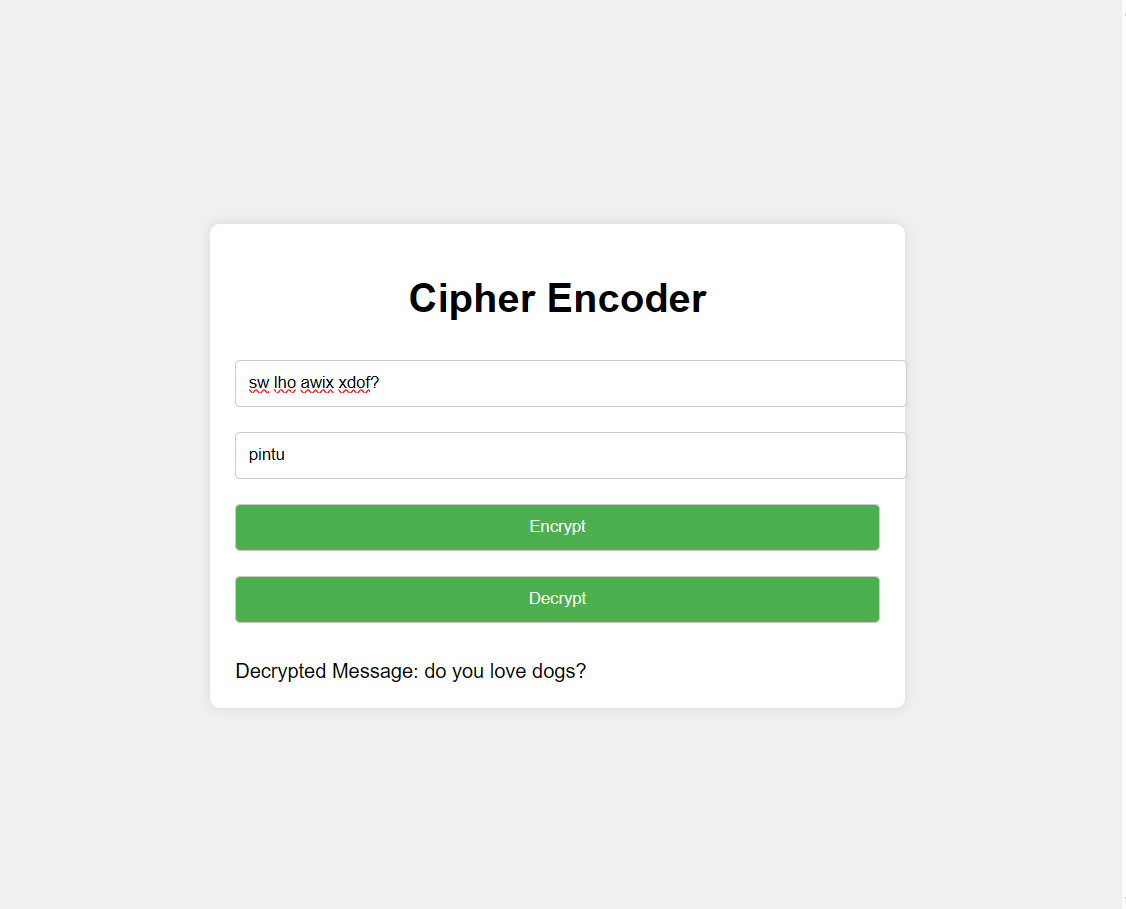 Cipher Encoder
sw lho awix xdof?
pintu
Encrypt
Decrypt
Decrypted Message: do you love dogs?